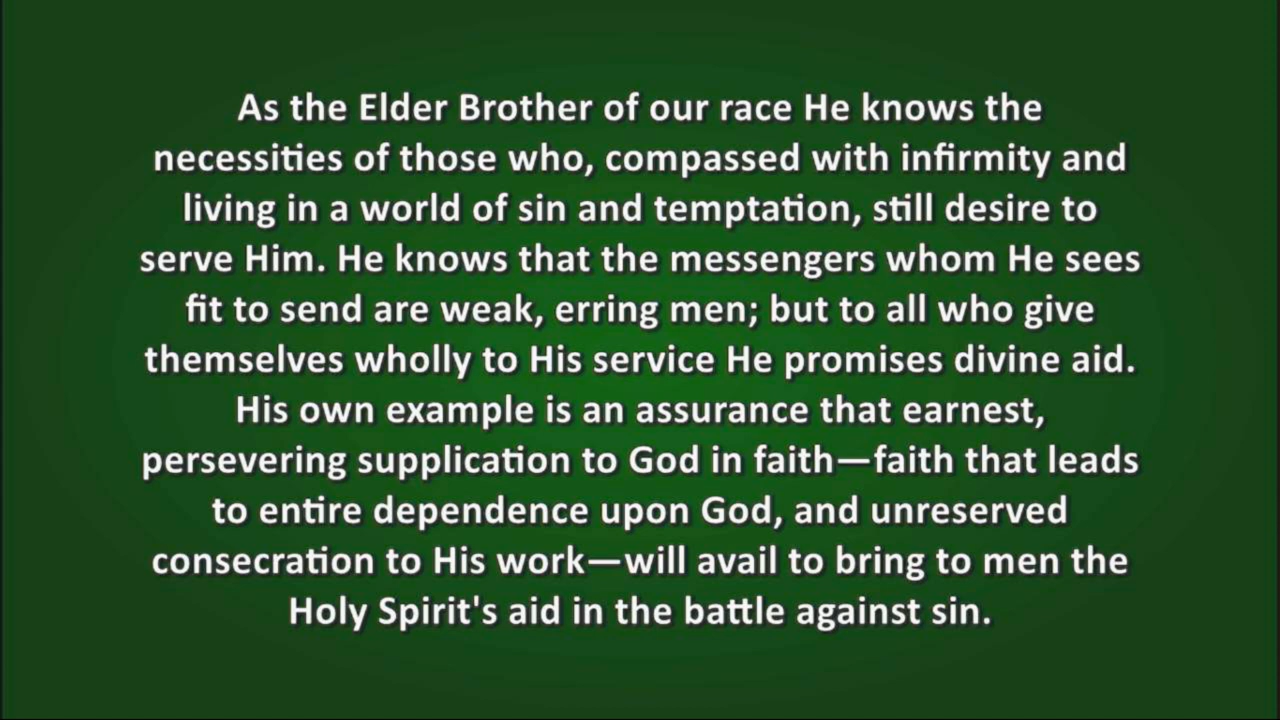 As the Elder Brother of our race He knows the
necessities of those who, compassed with infirmity and
living in a world of sin and temptation, still desire to
serve Him. He knows that the messengers whom He sees
fit to send are weak, erring men; but to all who give
themselves wholly to His service He promises divine aid.
His own example is an assurance that earnest,
persevering supplication to God in faith—faith that leads
to entire dependence upon God, and unreserved
consecration to His work—will avail to bring to men the
Holy Spirit's aid in the battle against sin.